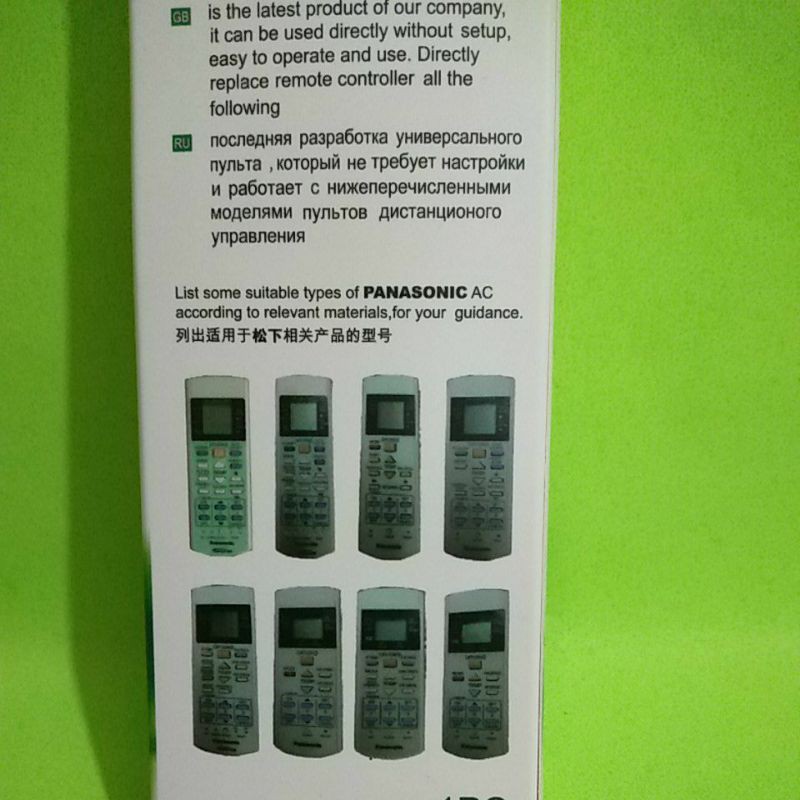 GB
is the latest product of our company,
it can be used directly without setup,
easy to operate and use. Directly
replace remote controller all the
following
RU
последняя разработка универсального
пульта ,который не требует настройки
и работает с нижеперечисленными
моделями пультов дистанционого
управления
List some suitable types of PANASONIC AC
according to relevant materials,for your guidance.
列出适用于松下相关产品的型号